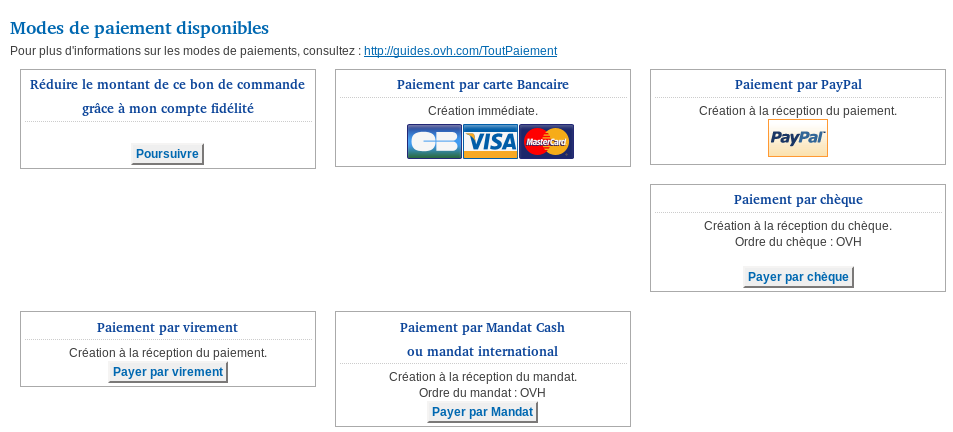 Modes de paiement disponibles
Pour plus d'informations sur les modes de paiements, consultez : http://guides.ovh.com/ToutPaiement
Réduire le montant de ce bon de commande
grâce à mon compte fidélité
Poursuivre
Paiement par carte Bancaire
Création immédiate.
CB VISA MasterCard
Paiement par PayPal
Création à la réception du paiement.
PayPal
Paiement par chèque
Création à la réception du chèque.
Ordre du chèque : OVH
Payer par chèque
Paiement par virement
Création à la réception du paiement.
Payer par virement
Paiement par Mandat Cash
ou mandat international
Création à la réception du mandat.
Ordre du mandat : OVH
Payer par Mandat